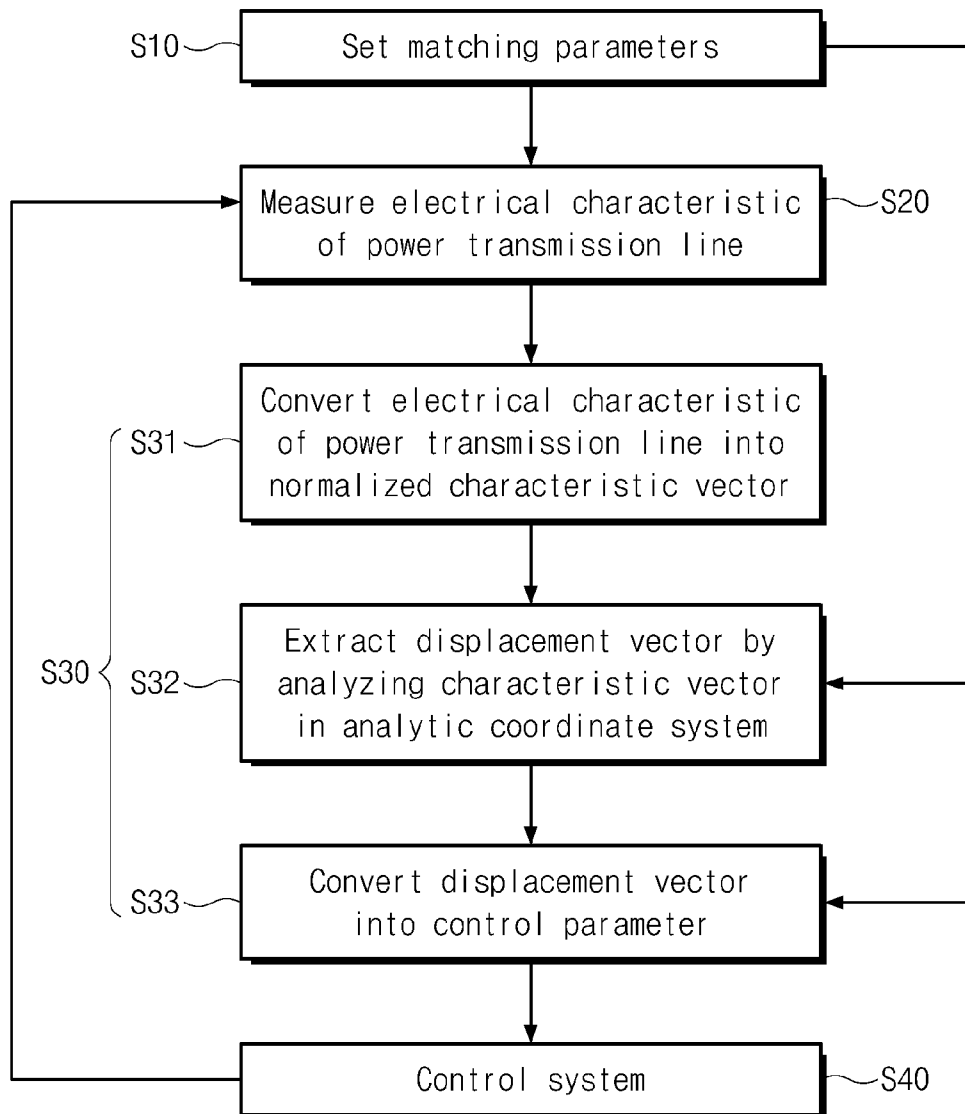 S10
Set matching parameters
Measure electrical characteristic
of power transmission line
S20
S31
Convert electrical characteristic
of power transmission line into
normalized characteristic vector
S30
S32
Extract displacement vector by
analyzing characteristic vector
in analytic coordinate system
S33
Convert displacement vector
into control parameter
Control system
S40